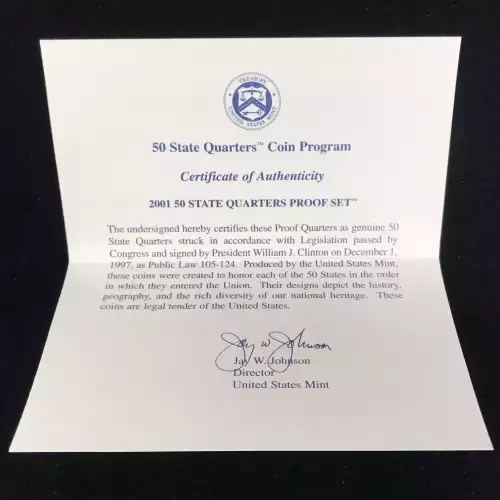 TREASURY
UNITED STATES MINT
50 State Quarters™ Coin Program
Certificate of Authenticity
2001 50 STATE QUARTERS PROOF SET™
The undersigned hereby certifies these Proof Quarters as genuine 50
State Quarters struck in accordance with Legislation passed by
Congress and signed by President William J. Clinton on December 1,
1997, as Public Law 105-124. Produced by the United States Mint,
these coins were created to honor each of the 50 States in the order
in which they entered the Union. Their designs depict the history,
geography, and the rich diversity of our national heritage. These
coins are legal tender of the United States.
Jay W Johnson
Jay W. Johnson
Director
United States Mint